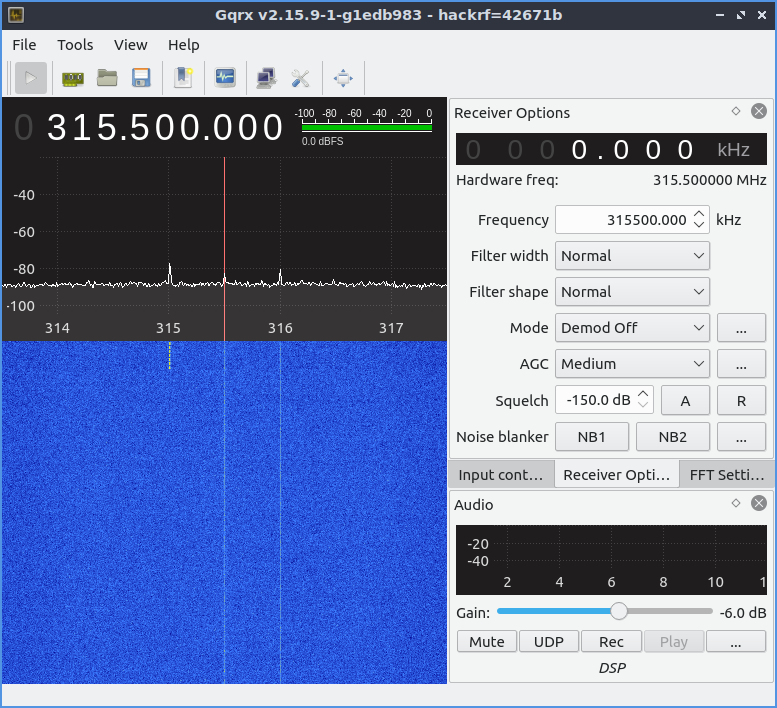 Gqrx v2.15.9-1-g1edb983 - hackrf=42671b
File Tools View Help
0 315.500.000
-100 -80 -60 -40 -20 0
0.0 dBFS
-40
-60
-80
-100
314 315 316 317
Receiver Options
0 0 0 0.0 0 0 kHz
Hardware freq: 315.500000 MHz
Frequency 315500.000 kHz
Filter width Normal
Filter shape Normal
Mode Demod Off ...
AGC Medium ...
Squelch -150.0 dB A R
Noise blanker NB1 NB2 ...
Input cont... Receiver Opti... FFT Setti...
Audio
-20
-40
2 4 6 8 10 1
Gain: -6.0 dB
Mute UDP Rec Play ...
DSP